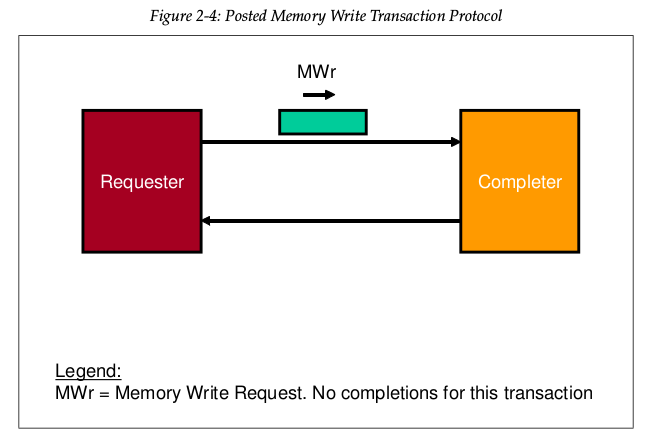 Figure 2-4: Posted Memory Write Transaction Protocol
MWr
Requester
Completer
Legend:
MWr = Memory Write Request. No completions for this transaction